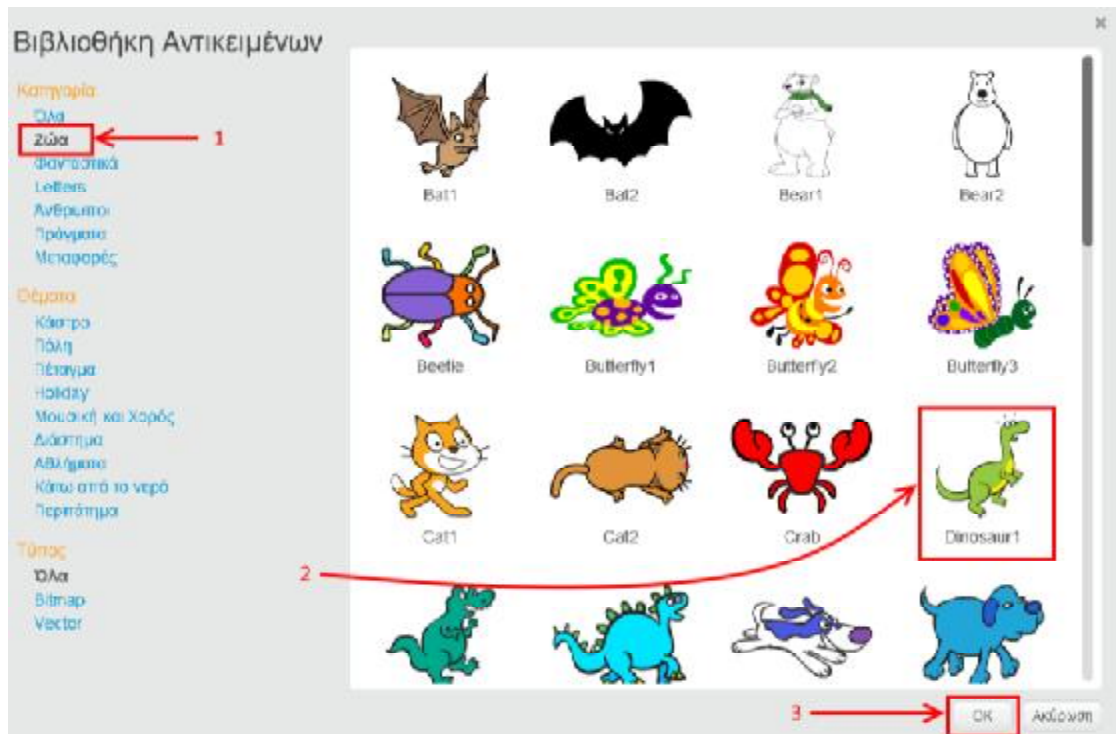 Βιβλιοθήκη Αντικειμένων
Κατηγορία
Όλα
Ζώα
1
Φανταστικά
Letters
Άνθρωποι
Πράγματα
Μεταφορές
Θέματα
Κάστρο
Πόλη
Πέταγμα
Holiday
Μουσική και Χορός
Διάστημα
Αθλήματα
Κάτω από το νερό
Περπάτημα
Τύπος
Όλα
Bitmap
Vector
Bat1 Bat2 Bear1 Bear2
Beetle Butterfly1 Butterfly2 Butterfly3
Cat1 Cat2 Crab Dinosaur1
2
3
OK Ακύρωση